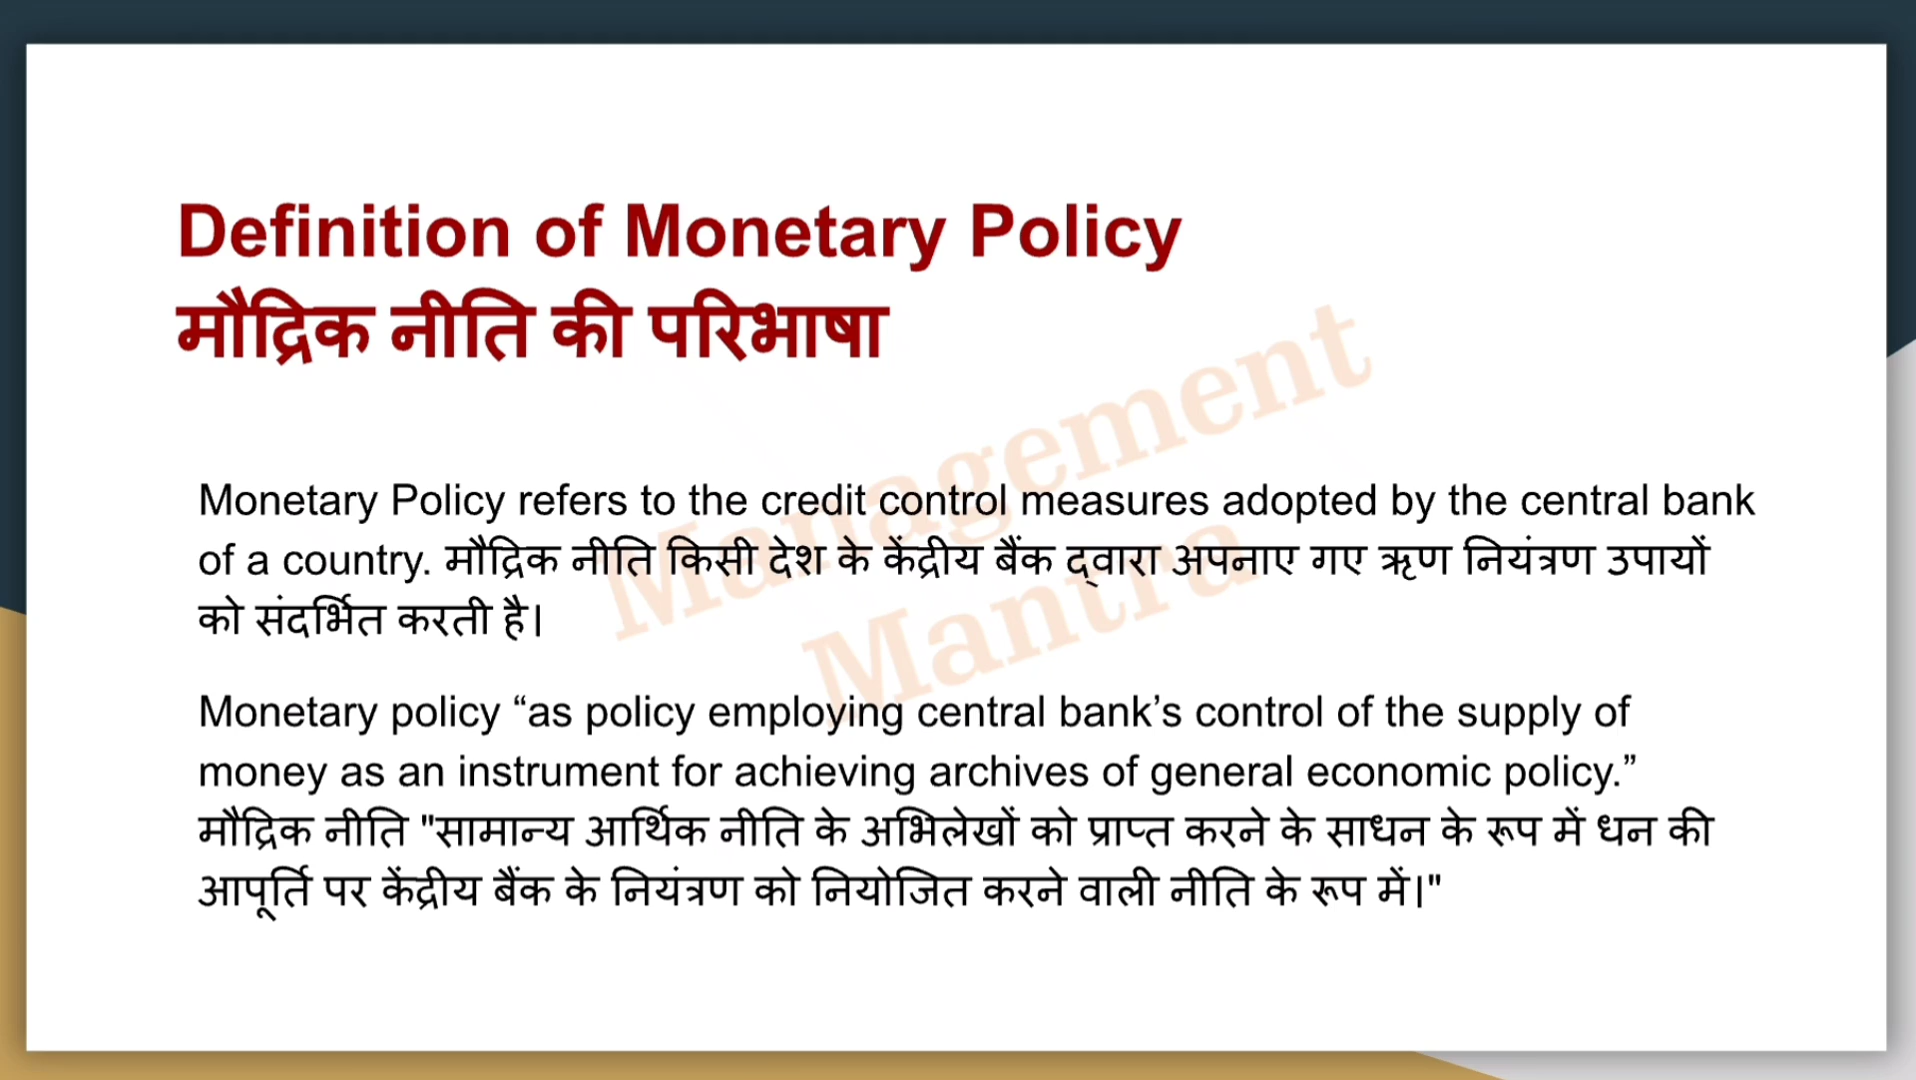 Definition of Monetary Policy
मौद्रिक नीति की परिभाषा
Monetary Policy refers to the credit control measures adopted by the central bank
of a country. मौद्रिक नीति किसी देश के केंद्रीय बैंक द्वारा अपनाए गए ऋण नियंत्रण उपायों
को संदर्भित करती है।
Monetary policy “as policy employing central bank’s control of the supply of
money as an instrument for achieving archives of general economic policy.”
मौद्रिक नीति "सामान्य आर्थिक नीति के अभिलेखों को प्राप्त करने के साधन के रूप में धन की
आपूर्ति पर केंद्रीय बैंक के नियंत्रण को नियोजित करने वाली नीति के रूप में।"
Management
Mantra